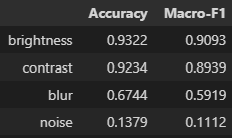 Accuracy Macro-F1
brightness 0.9322 0.9093
contrast 0.9234 0.8939
blur 0.6744 0.5919
noise 0.1379 0.1112